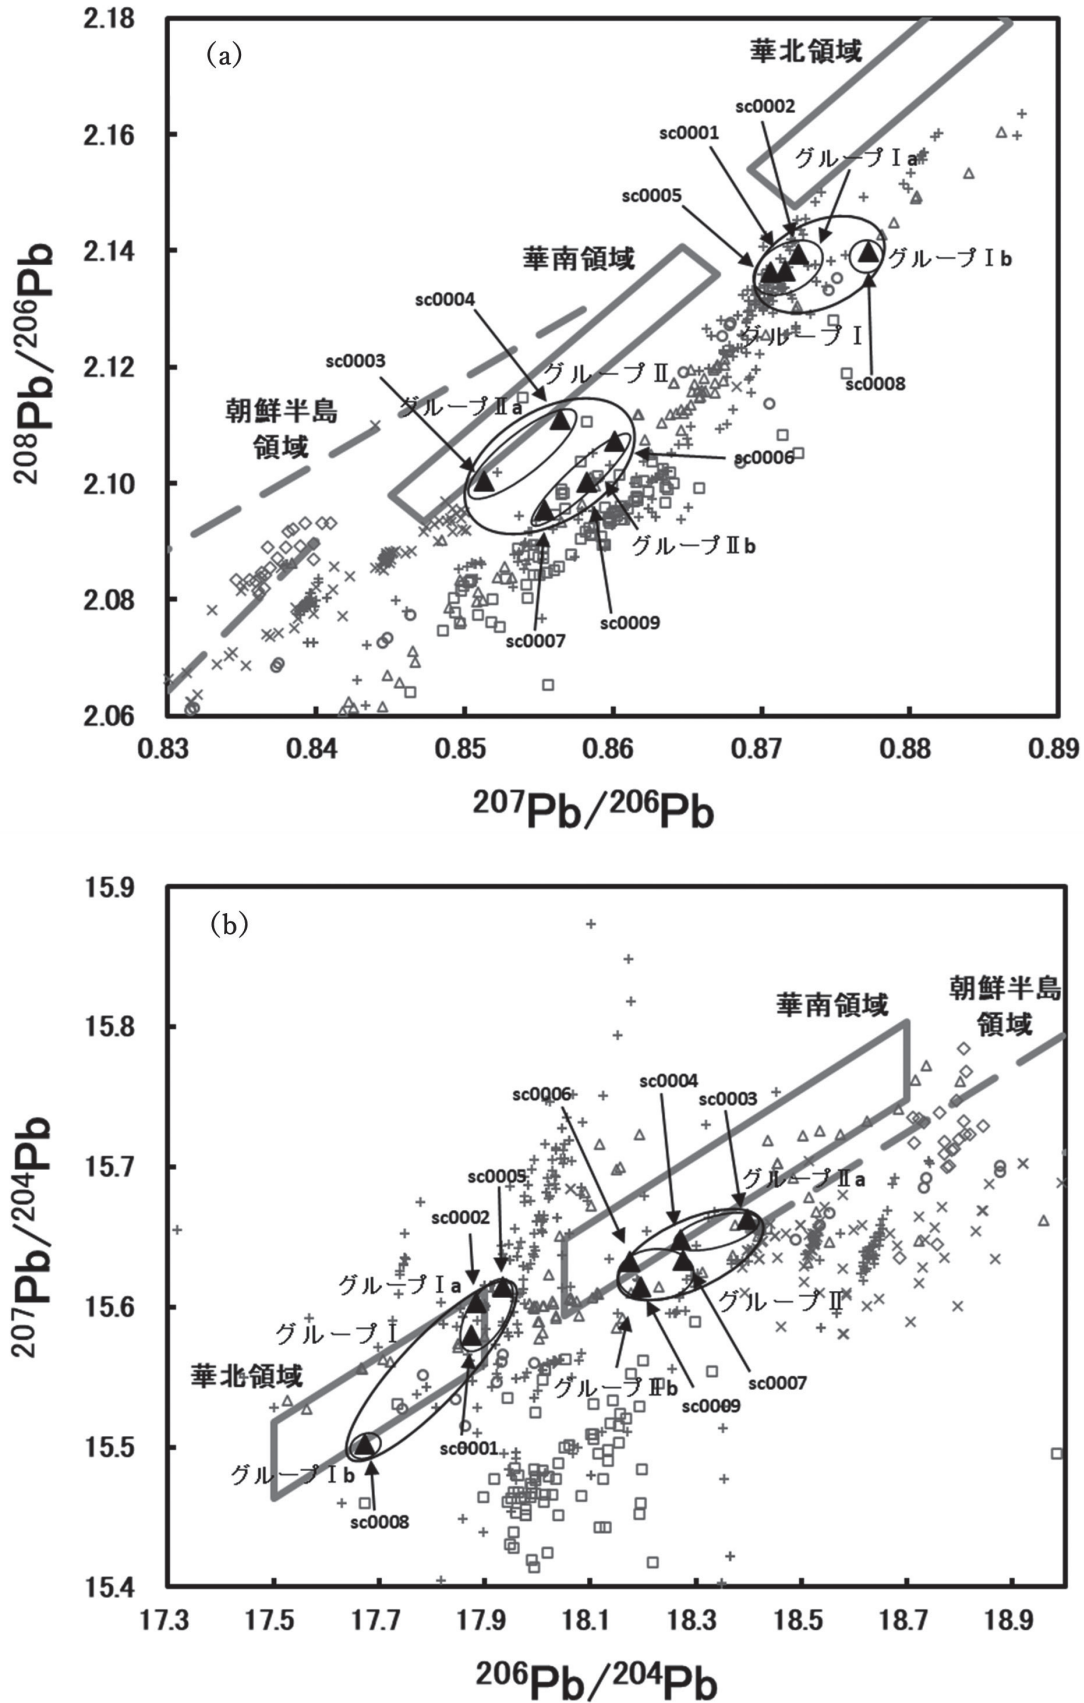 2.18
(a)
華北領域
sc0002
2.16
sc0001
グループⅠa
sc0005
2.14
華南領域
グループⅠb
sc0004
グループⅠ
2.12
sc0003
グループⅡ
sc0008
グループⅡa
朝鮮半島
領域
sc0006
2.10
グループⅡb
2.08
sc0009
sc0007
2.06
0.83 0.84 0.85 0.86 0.87 0.88 0.89
208Pb/206Pb
207Pb/206Pb
15.9
(b)
朝鮮半島
領域
華南領域
15.8
sc0004
sc0006
sc0003
15.7
sc0005
グループⅡa
sc0002
グループⅠa
15.6
グループⅡ
グループⅠ
華北領域
グループⅡb
sc0007
sc0009
sc0001
15.5
グループⅠb
sc0008
15.4
17.3 17.5 17.7 17.9 18.1 18.3 18.5 18.7 18.9
207Pb/204Pb
206Pb/204Pb